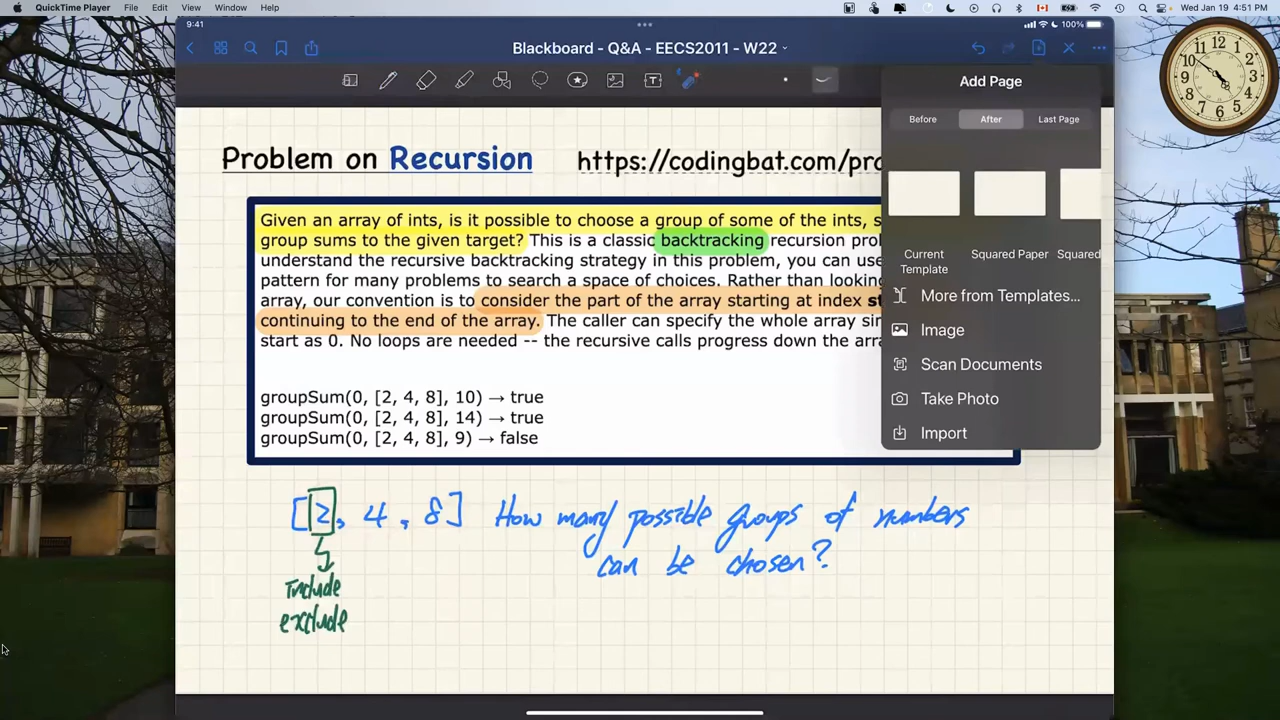 QuickTime Player File Edit View Window Help
Wed Jan 19 4:51 PM
9:41
100%
Blackboard - Q&A - EECS2011 - W22
Add Page
Before After Last Page
Current Template
Squared Paper
Squared
More from Templates...
Image
Scan Documents
Take Photo
Import
Problem on Recursion https://codingbat.com/pro
Given an array of ints, is it possible to choose a group of some of the ints, s
group sums to the given target? This is a classic backtracking recursion prol
understand the recursive backtracking strategy in this problem, you can use
pattern for many problems to search a space of choices. Rather than looking
array, our convention is to consider the part of the array starting at index st
continuing to the end of the array. The caller can specify the whole array sir
start as 0. No loops are needed -- the recursive calls progress down the arra
groupSum(0, [2, 4, 8], 10) → true
groupSum(0, [2, 4, 8], 14) → true
groupSum(0, [2, 4, 8], 9) → false
[2, 4, 8] How many possible groups of numbers
can be chosen?
include
exclude